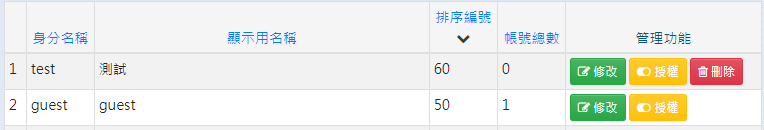 身分名稱 顯示用名稱 排序編號 帳號總數 管理功能
1 test 測試 60 0 修改 授權 刪除
2 guest guest 50 1 修改 授權